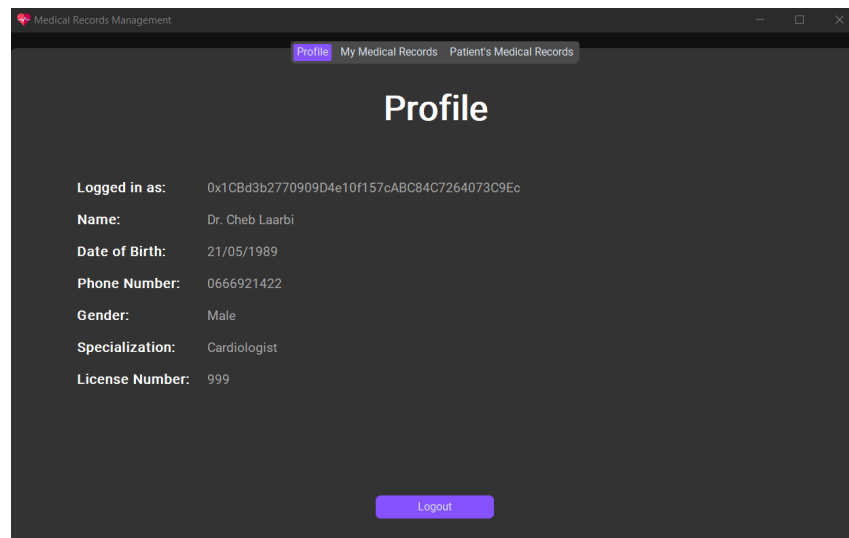 Medical Records Management
Profile My Medical Records Patient's Medical Records
Profile
Logged in as: 0x1CBd3b2770909D4e10f157cABC84C7264073C9Ec
Name: Dr. Cheb Laarbi
Date of Birth: 21/05/1989
Phone Number: 0666921422
Gender: Male
Specialization: Cardiologist
License Number: 999
Logout